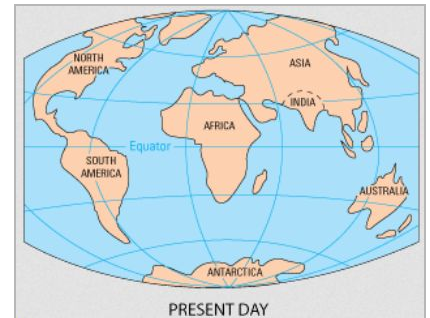 NORTH
AMERICA
ASIA
INDIA
AFRICA
Equator
SOUTH
AMERICA
AUSTRALIA
ANTARCTICA
PRESENT DAY